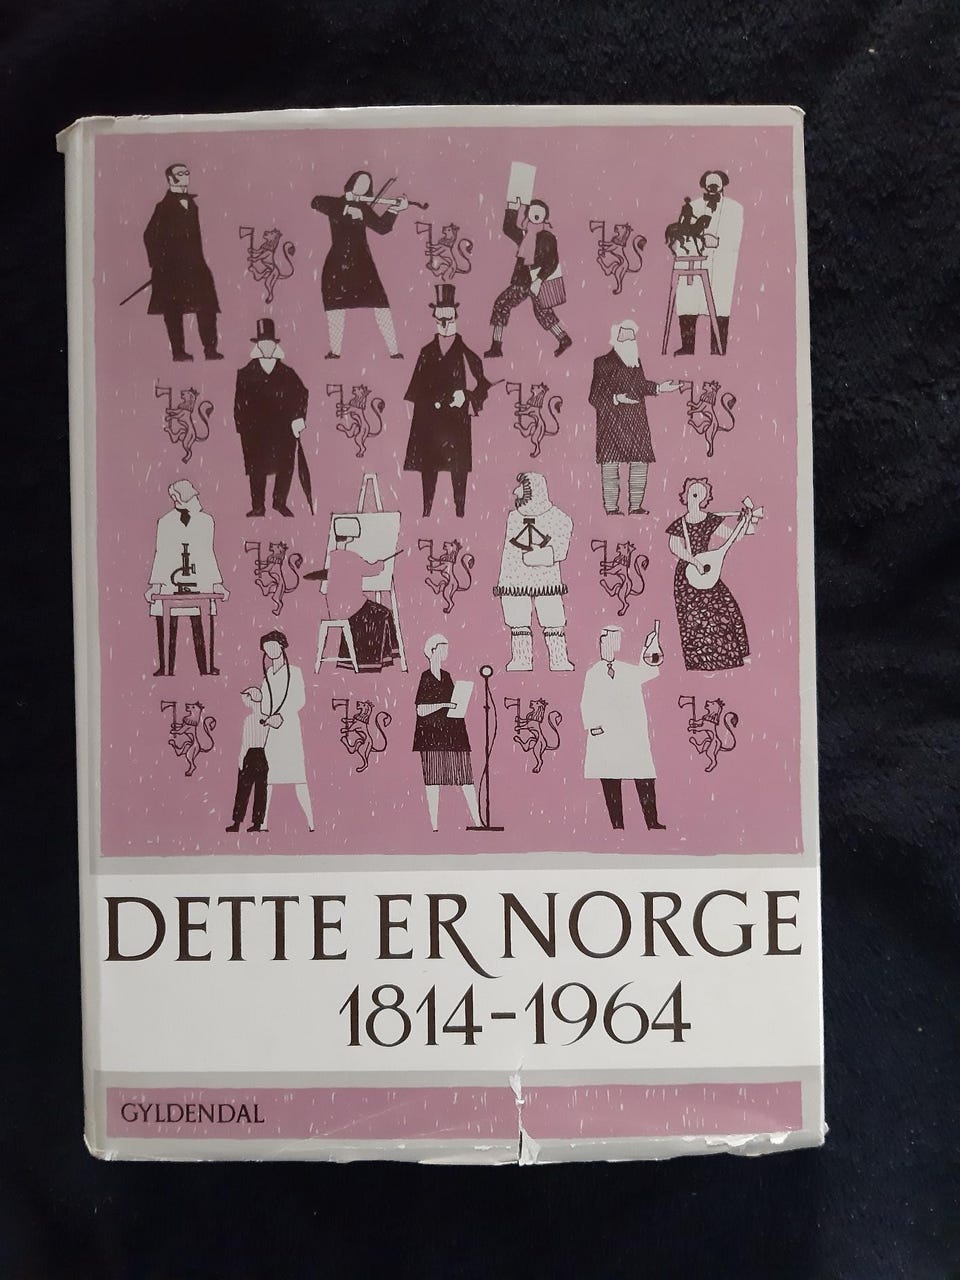 DETTE ER NORGE
1814-1964
GYLDENDAL